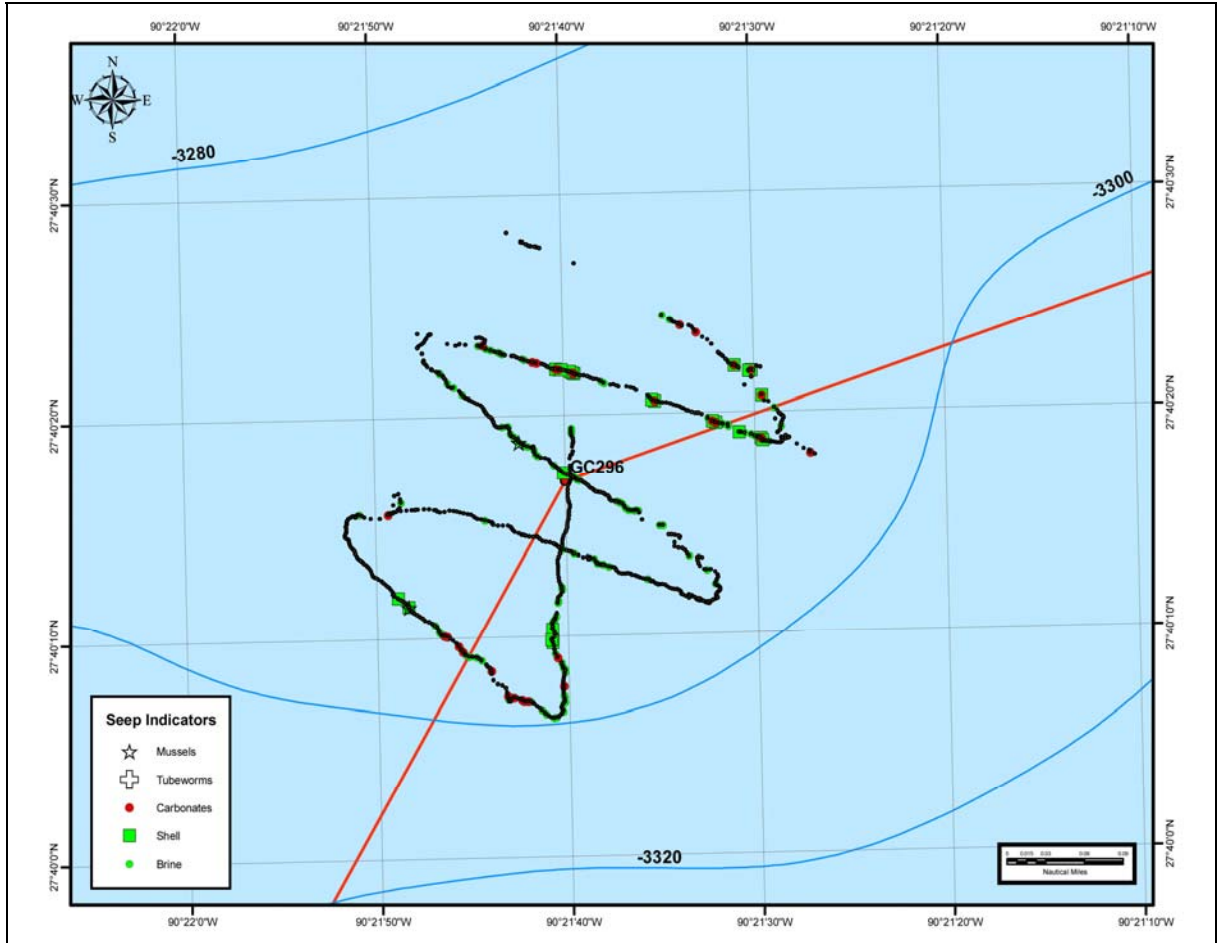 90°22'0"W 90°21'50"W 90°21'40"W 90°21'30"W 90°21'20"W 90°21'10"W
N
W E
S
-3280
-3300
27°40'30"N 27°40'30"N
27°40'20"N 27°40'20"N
GC296
27°40'10"N 27°40'10"N
Seep Indicators
Mussels
Tubeworms
Carbonates
Shell
Brine
-3320
27°40'0"N 27°40'0"N
Nautical Miles
90°22'0"W 90°21'50"W 90°21'40"W 90°21'30"W 90°21'20"W 90°21'10"W